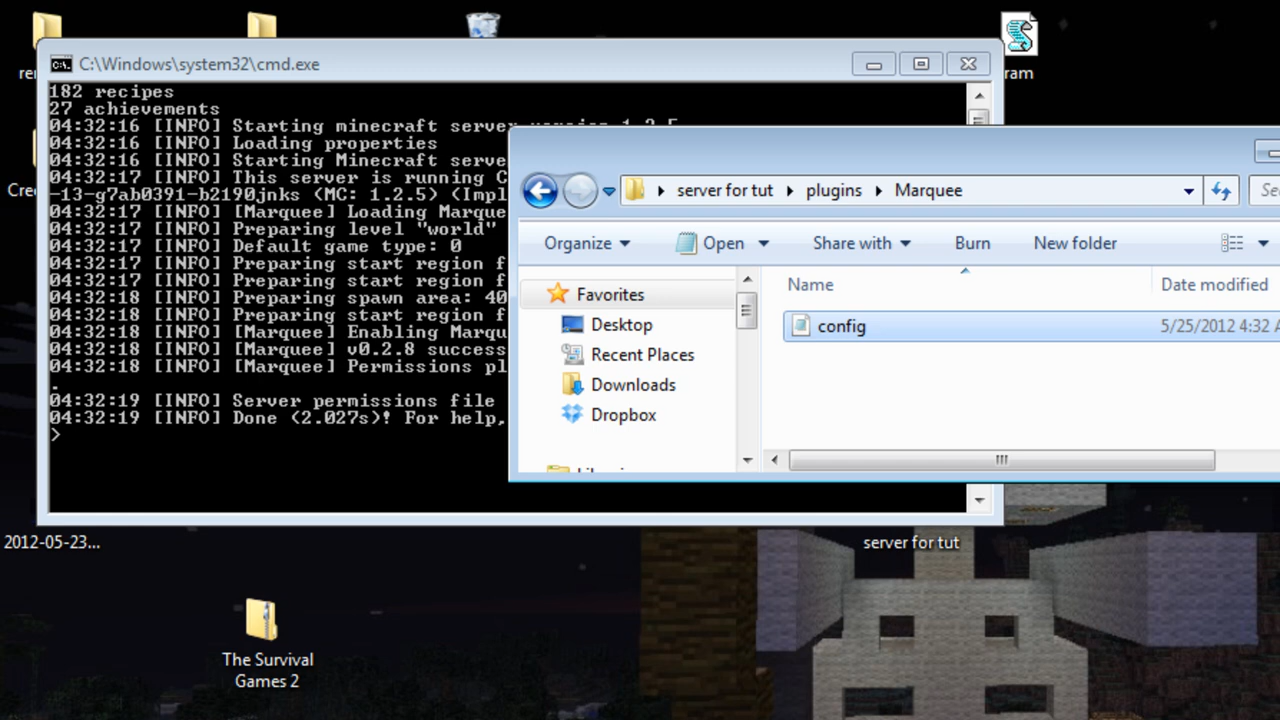 ram
C:\Windows\system32\cmd.exe
182 recipes
27 achievements
04:32:16 [INFO] Starting minecraft server version 1.2.5
04:32:16 [INFO] Loading properties
04:32:16 [INFO] Starting Minecraft serve
04:32:17 [INFO] This server is running C
-13-g7ab0391-b2190jnks (MC: 1.2.5) (Impl
04:32:17 [INFO] [Marquee] Loading Marque
04:32:17 [INFO] Preparing level "world"
04:32:17 [INFO] Default game type: 0
04:32:17 [INFO] Preparing start region f
04:32:17 [INFO] Preparing start region f
04:32:18 [INFO] Preparing spawn area: 40
04:32:18 [INFO] Preparing start region f
04:32:18 [INFO] [Marquee] Enabling Marqu
04:32:18 [INFO] [Marquee] v0.2.8 success
04:32:18 [INFO] [Marquee] Permissions pl
.
04:32:19 [INFO] Server permissions file
04:32:19 [INFO] Done (2.027s)! For help,
>
server for tut plugins Marquee
Organize Open Share with Burn New folder
Favorites
Desktop
Recent Places
Downloads
Dropbox
Name Date modified
config 5/25/2012 4:32 A
2012-05-23...
server for tut
The Survival
Games 2